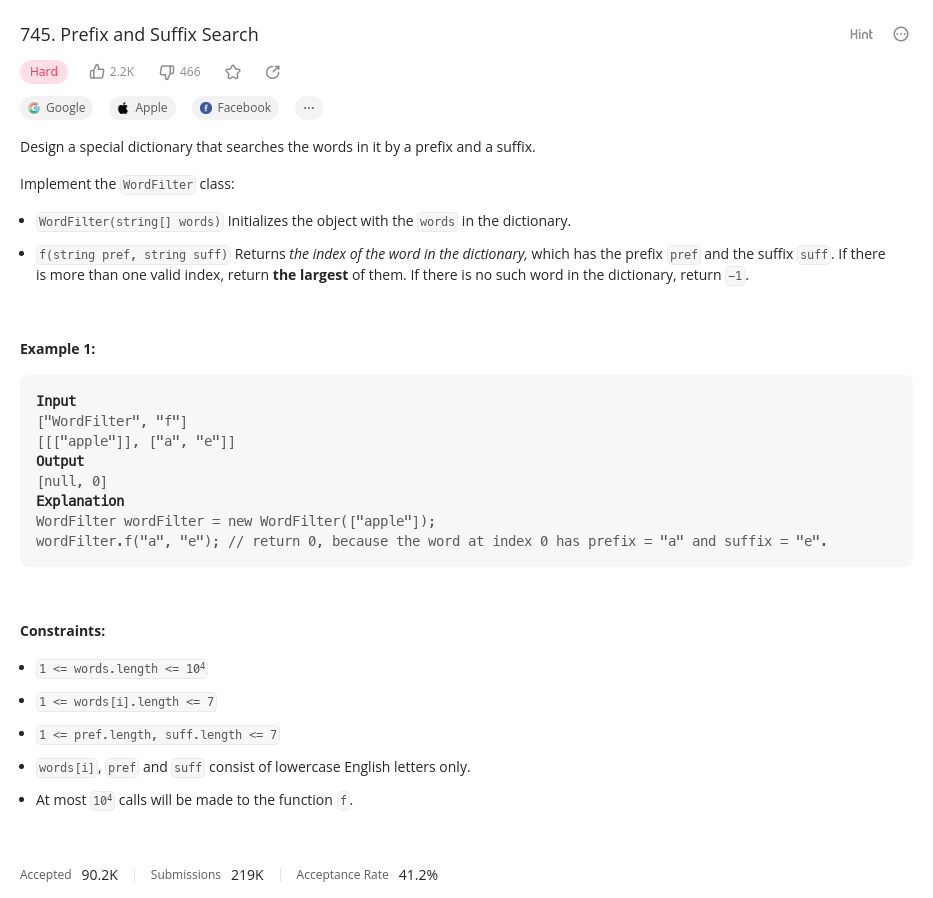 745. Prefix and Suffix Search
Hint
Hard 2.2K 466
Google Apple Facebook ...
Design a special dictionary that searches the words in it by a prefix and a suffix.
Implement the WordFilter class:
• WordFilter(string[] words) Initializes the object with the words in the dictionary.
• f(string pref, string suff) Returns the index of the word in the dictionary, which has the prefix pref and the suffix suff. If there
is more than one valid index, return the largest of them. If there is no such word in the dictionary, return -1.
Example 1:
Input
["WordFilter", "f"]
[[["apple"]], ["a", "e"]]
Output
[null, 0]
Explanation
WordFilter wordFilter = new WordFilter(["apple"]);
wordFilter.f("a", "e"); // return 0, because the word at index 0 has prefix = "a" and suffix = "e".
Constraints:
• 1 <= words.length <= 10⁴
• 1 <= words[i].length <= 7
• 1 <= pref.length, suff.length <= 7
• words[i], pref and suff consist of lowercase English letters only.
• At most 10⁴ calls will be made to the function f.
Accepted 90.2K Submissions 219K Acceptance Rate 41.2%